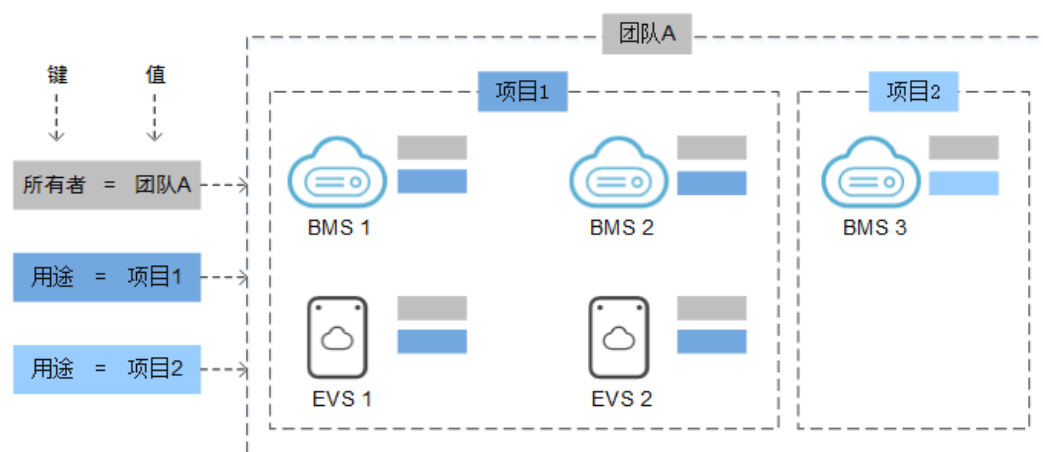 团队A
键 值
项目1 项目2
所有者 = 团队A
BMS 1 BMS 2 BMS 3
用途 = 项目1
用途 = 项目2
EVS 1 EVS 2